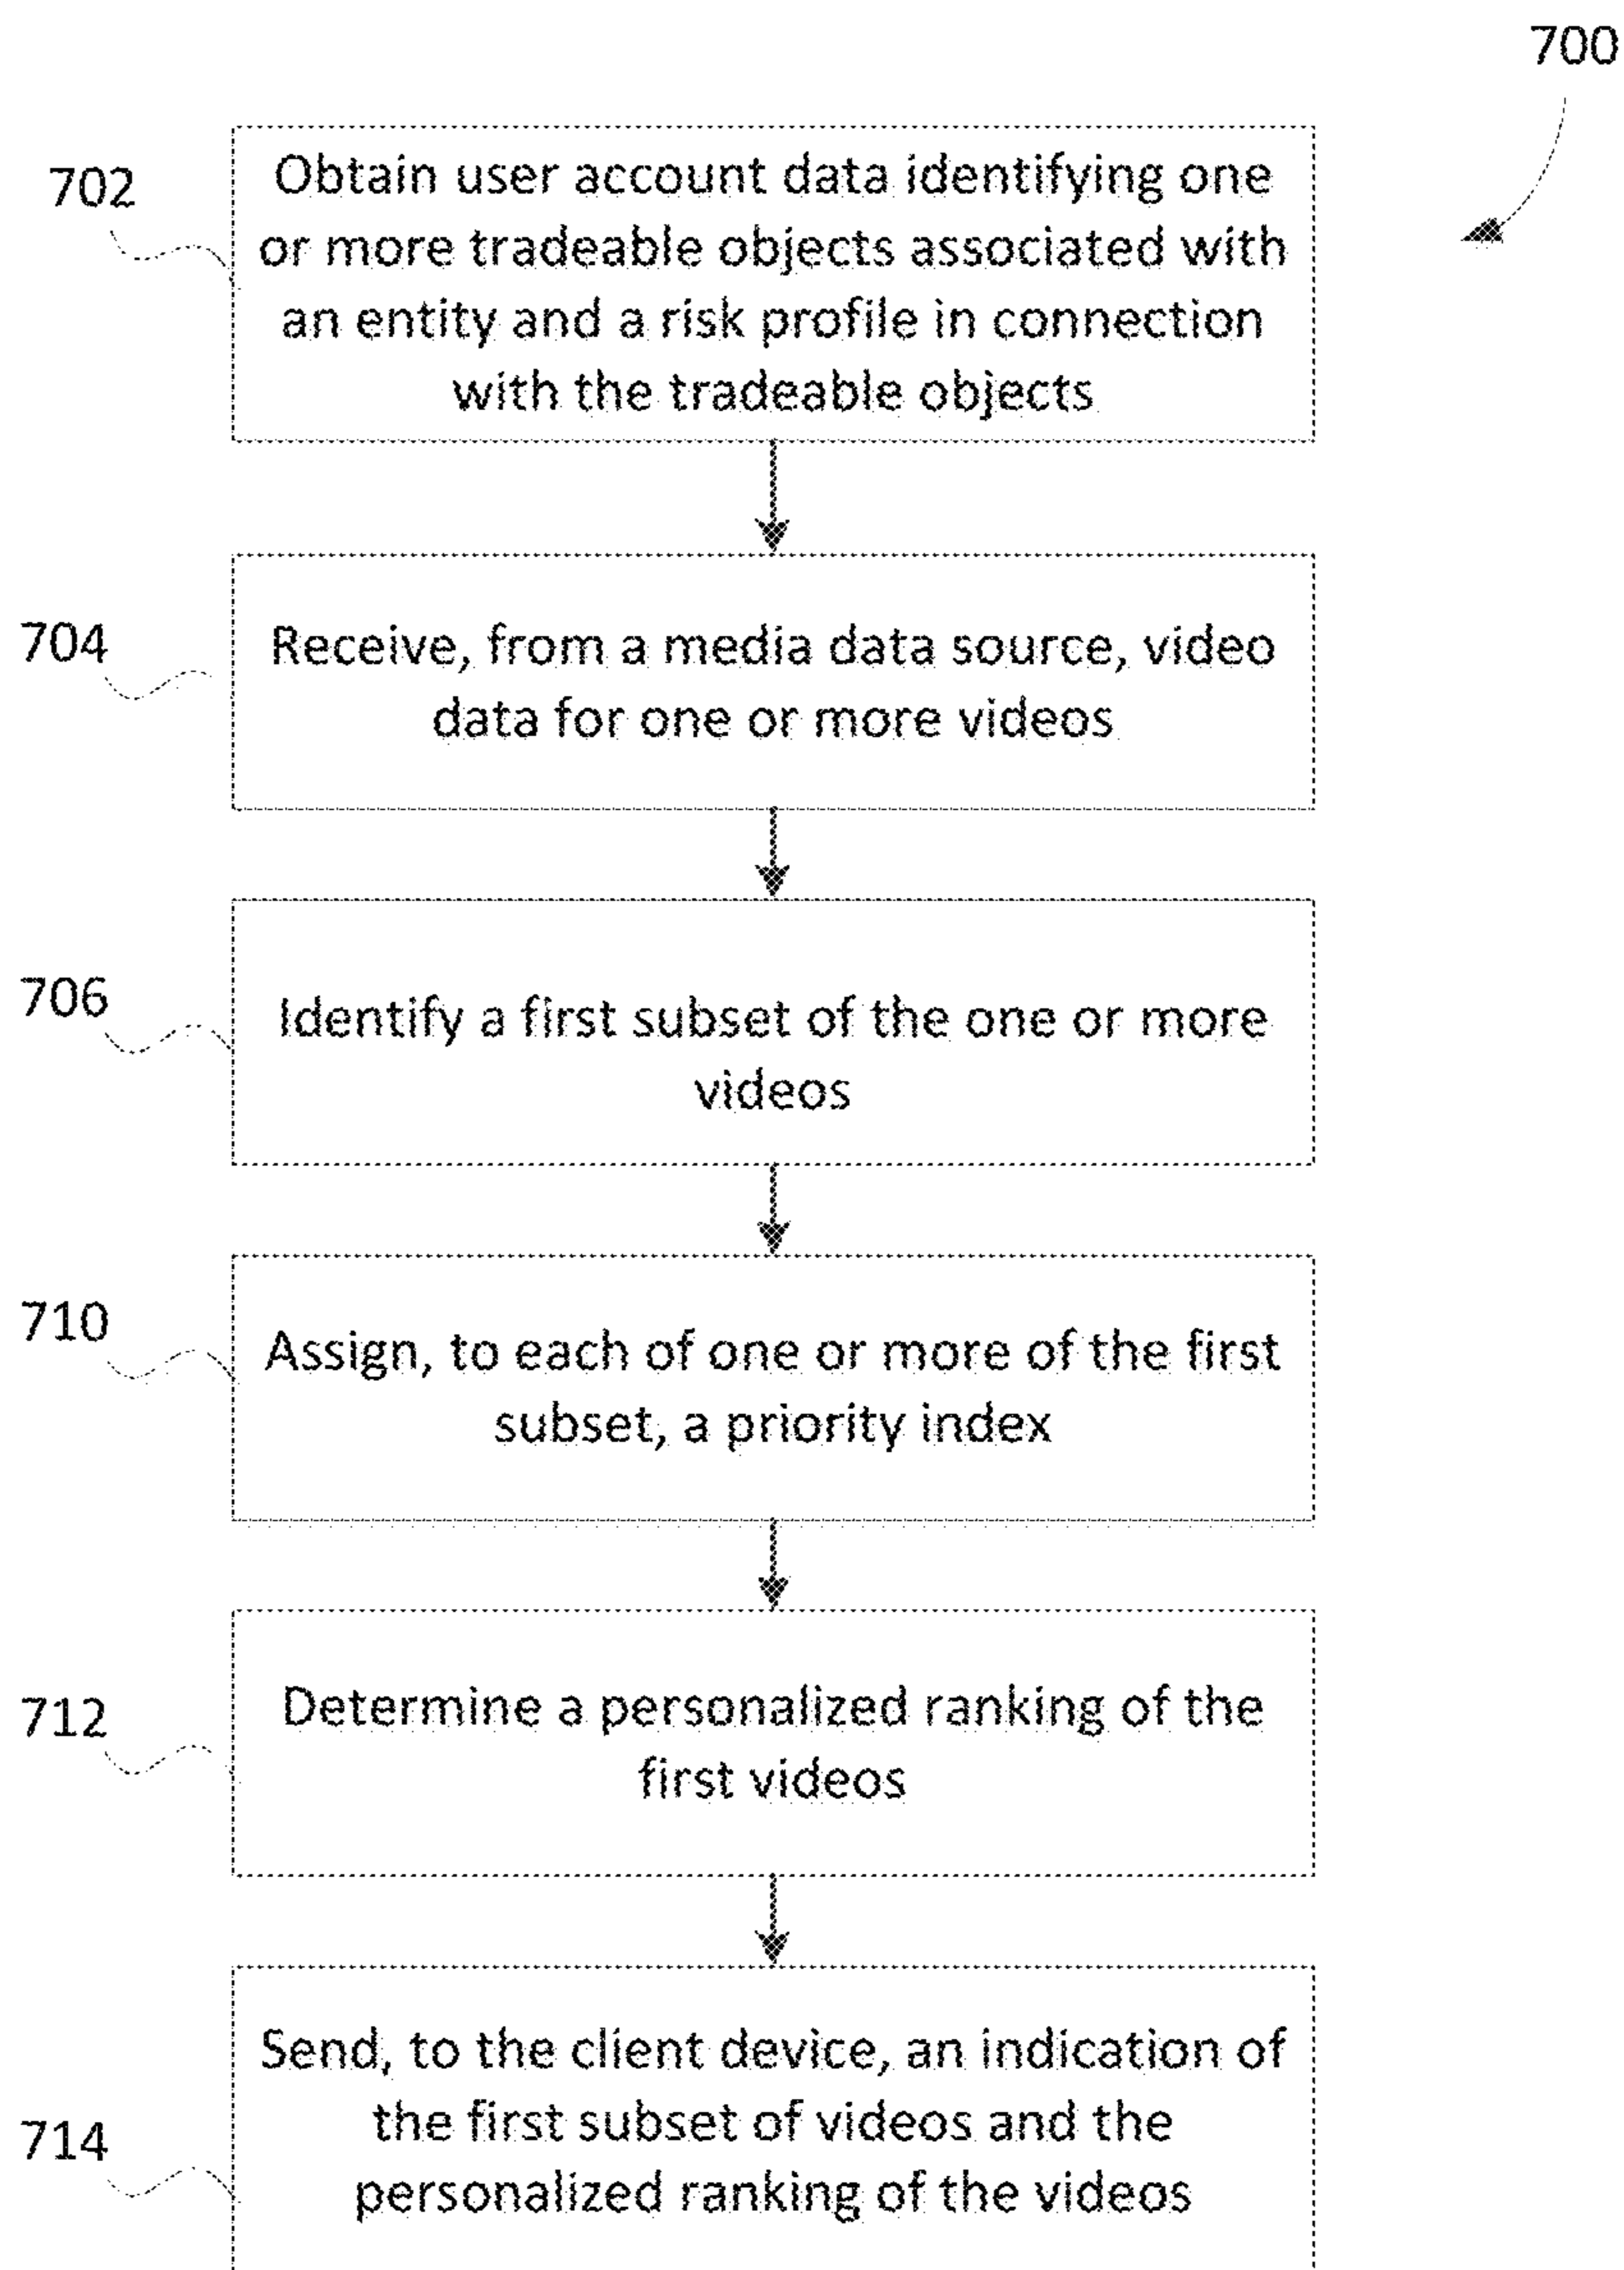 700
702
Obtain user account data identifying one
or more tradeable objects associated with
an entity and a risk profile in connection
with the tradeable objects
704
Receive, from a media data source, video
data for one or more videos
706
Identify a first subset of the one or more
videos
710
Assign, to each of one or more of the first
subset, a priority index
712
Determine a personalized ranking of the
first videos
714
Send, to the client device, an indication of
the first subset of videos and the
personalized ranking of the videos